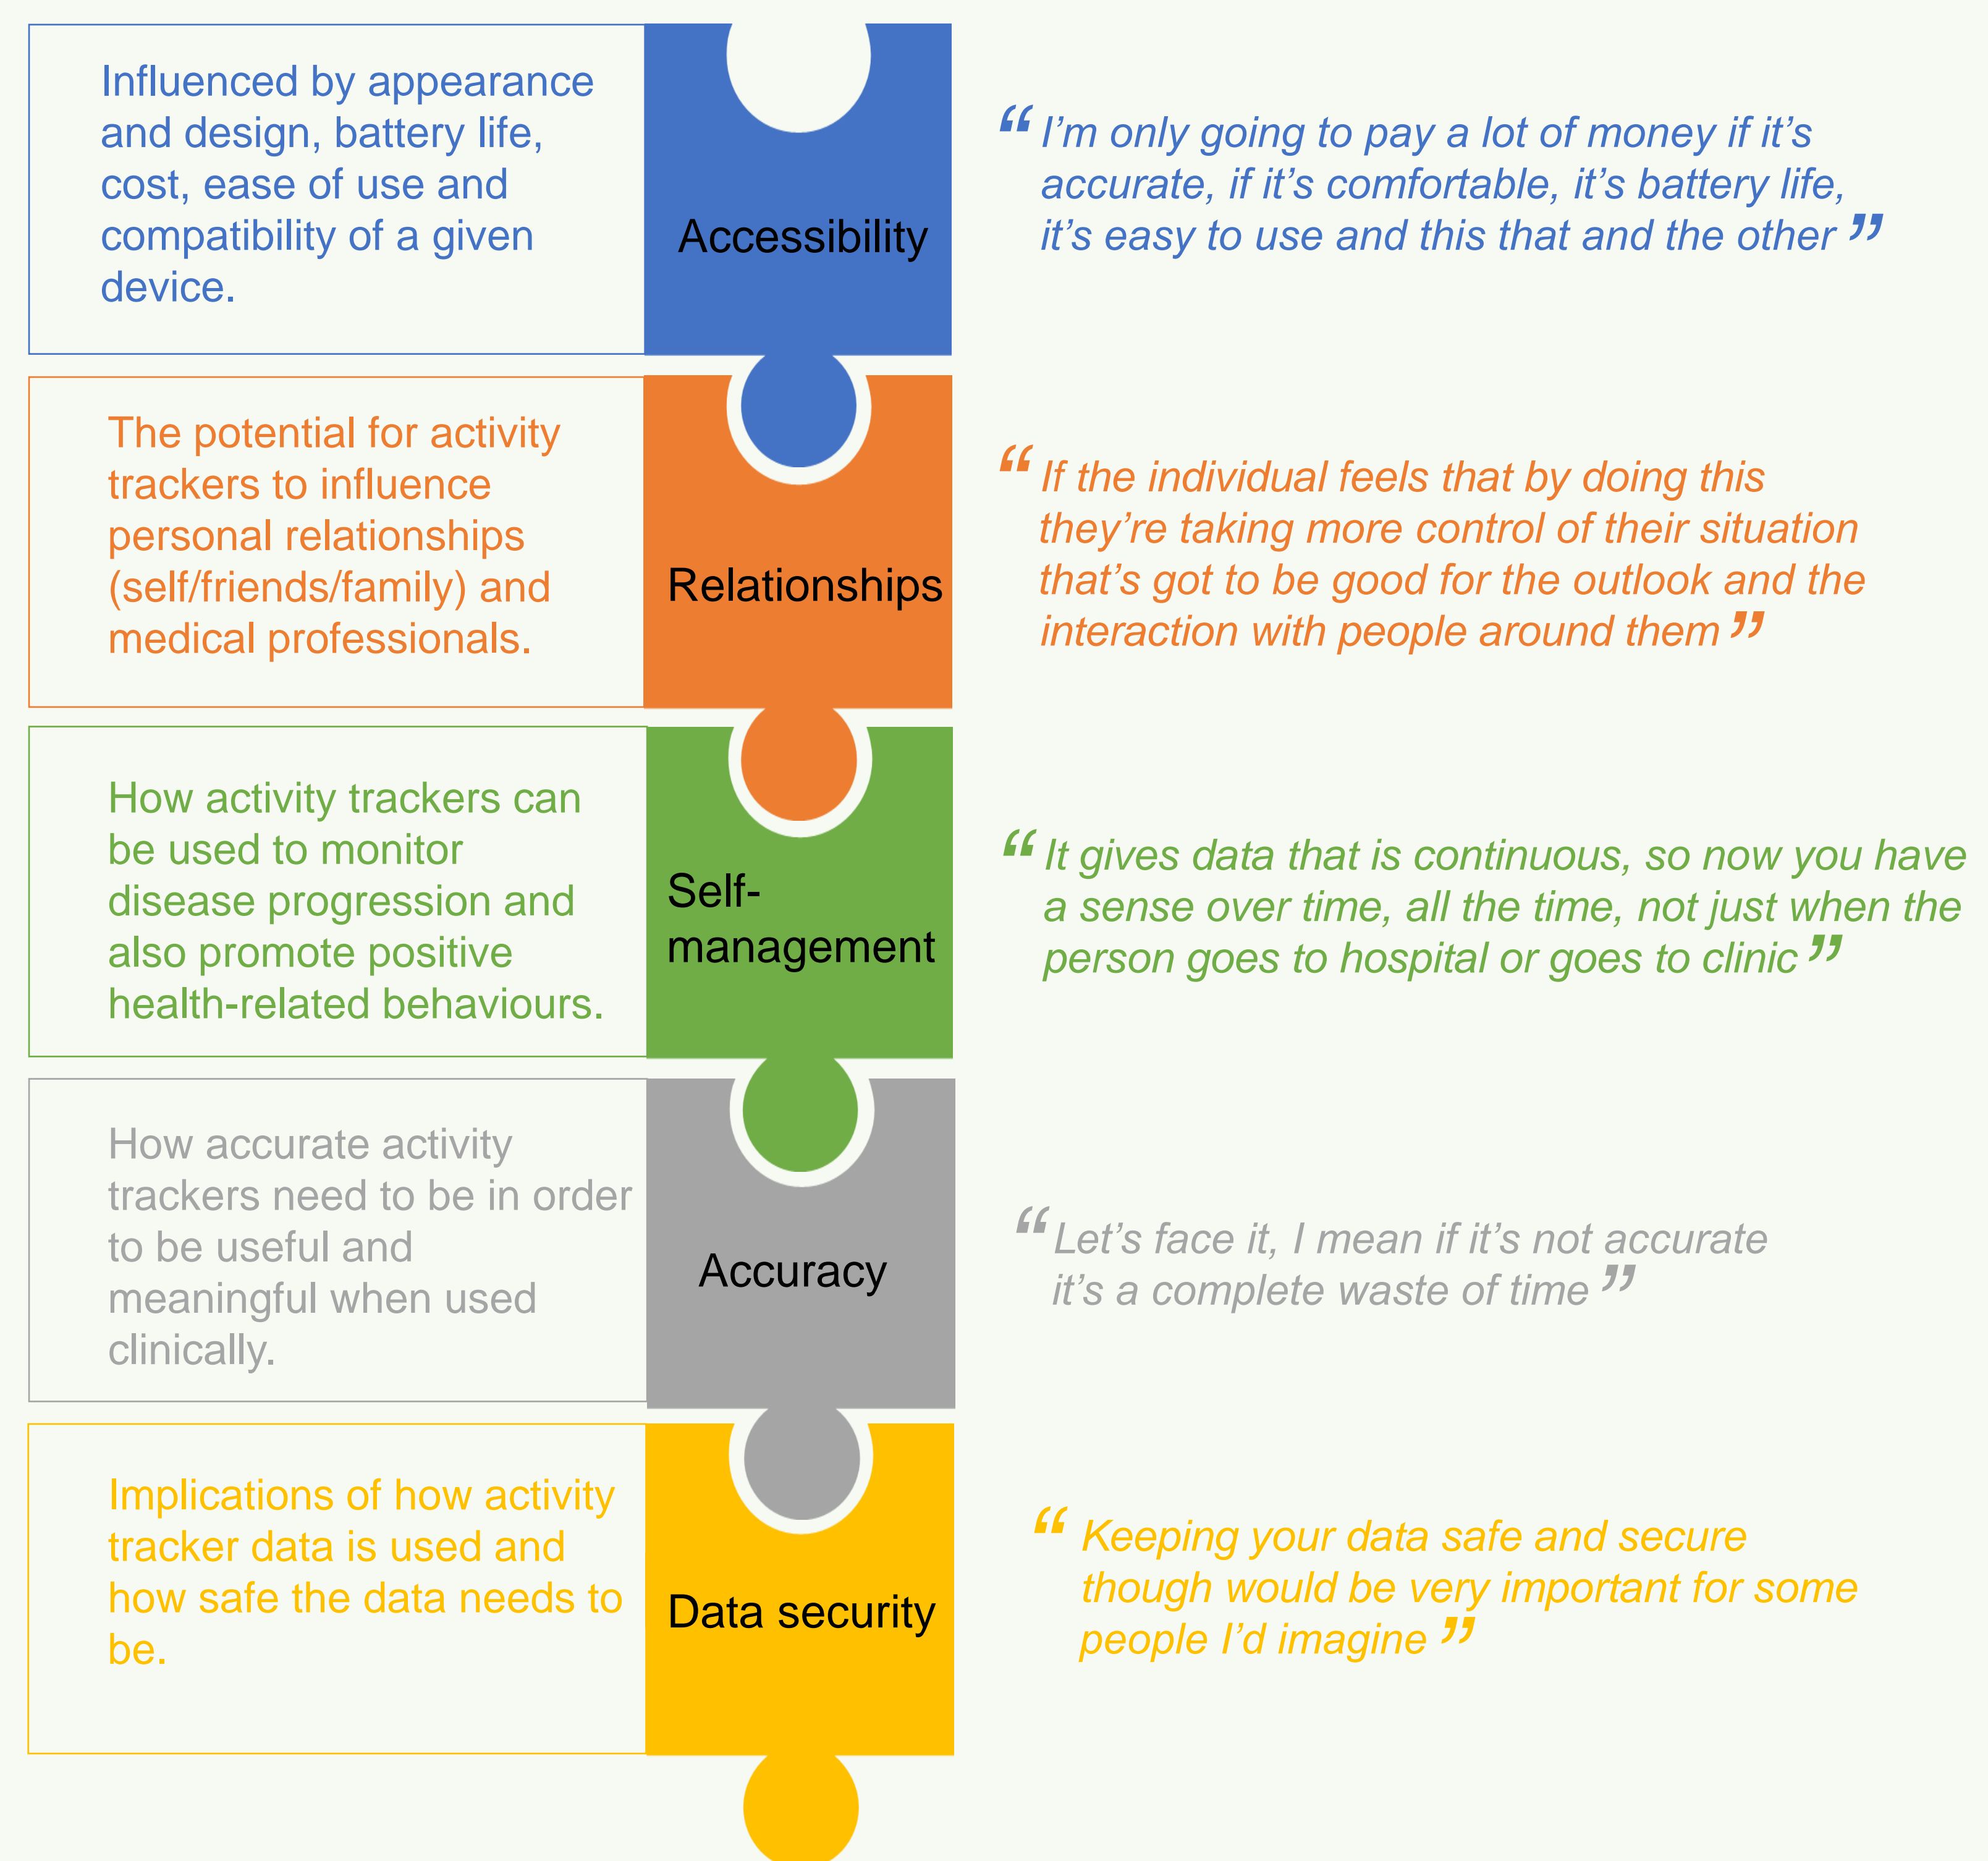 Influenced by appearance
and design, battery life,
cost, ease of use and
compatibility of a given
device.
Accessibility
“ I’m only going to pay a lot of money if it’s
accurate, if it’s comfortable, it’s battery life,
it’s easy to use and this that and the other ”
The potential for activity
trackers to influence
personal relationships
(self/friends/family) and
medical professionals.
Relationships
“ If the individual feels that by doing this
they’re taking more control of their situation
that’s got to be good for the outlook and the
interaction with people around them ”
How activity trackers can
be used to monitor
disease progression and
also promote positive
health-related behaviours.
Self-
management
“ It gives data that is continuous, so now you have
a sense over time, all the time, not just when the
person goes to hospital or goes to clinic ”
How accurate activity
trackers need to be in order
to be useful and
meaningful when used
clinically.
Accuracy
“ Let’s face it, I mean if it’s not accurate
it’s a complete waste of time ”
Implications of how activity
tracker data is used and
how safe the data needs to
be.
Data security
“ Keeping your data safe and secure
though would be very important for some
people I’d imagine ”